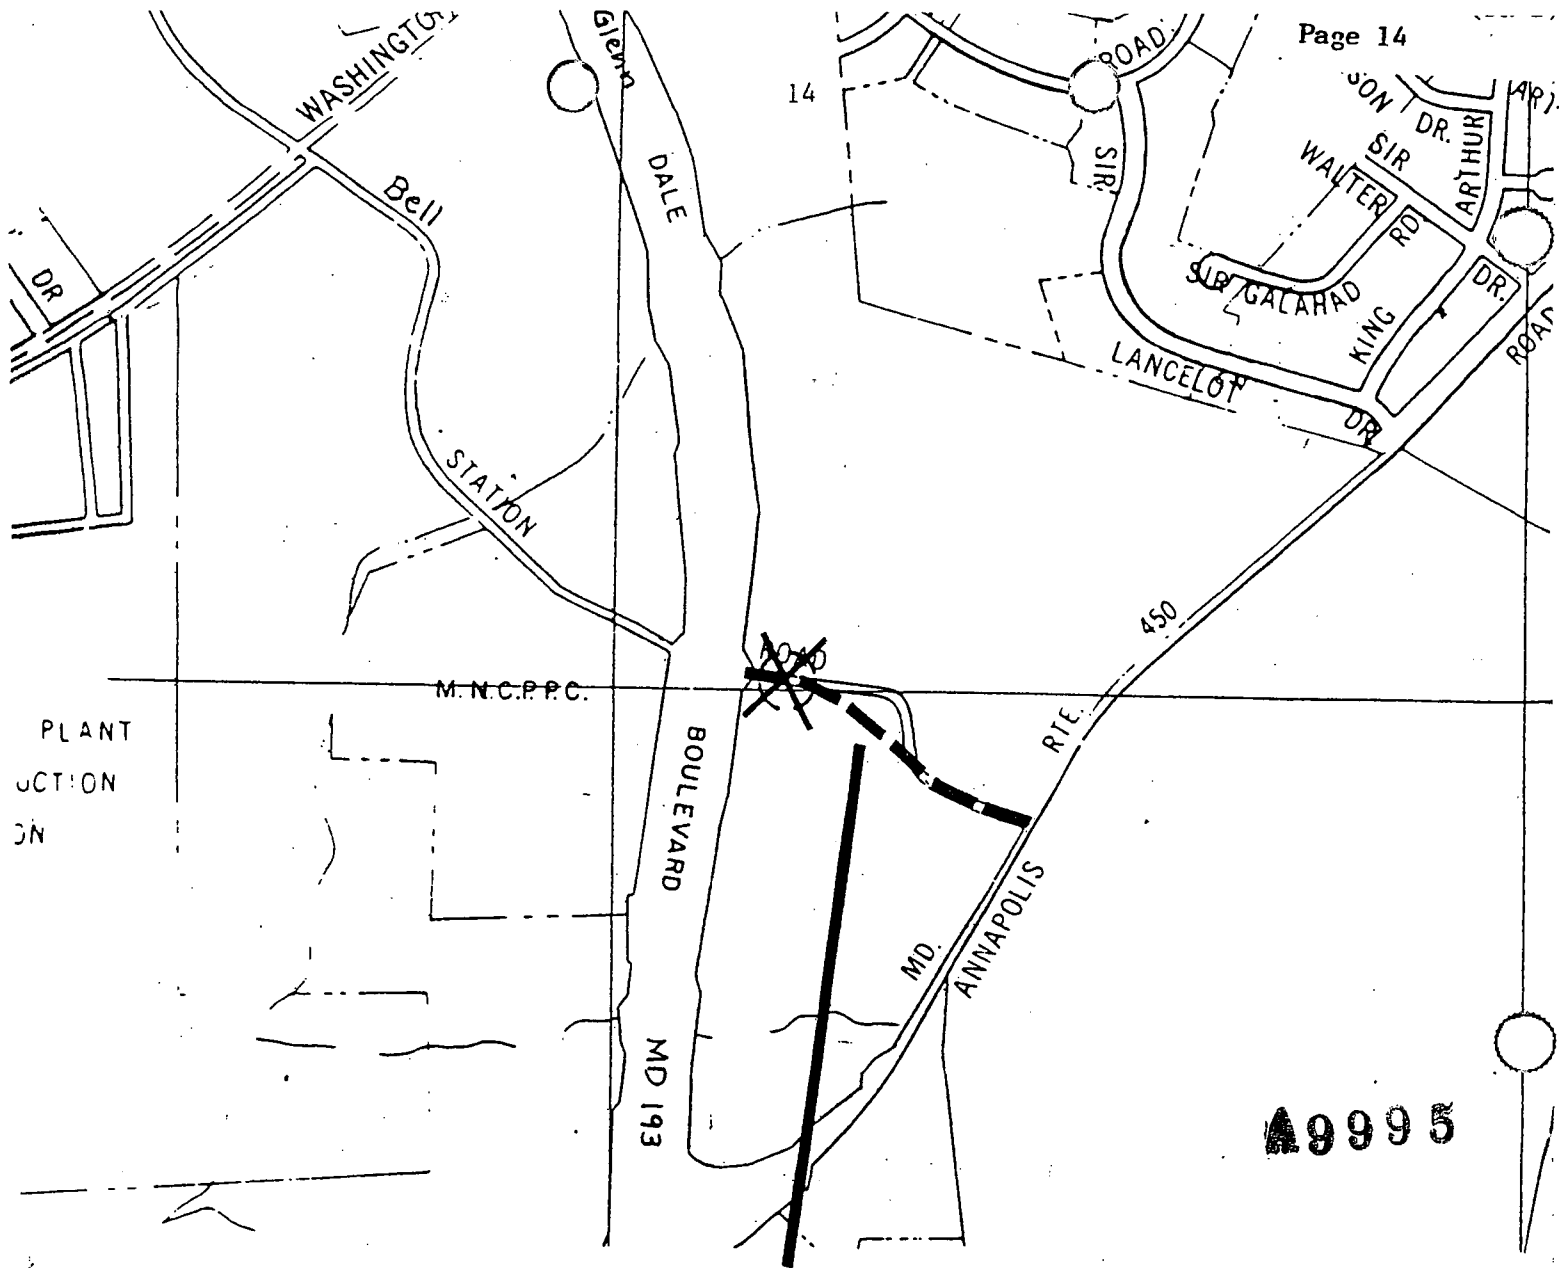 Page 14
14
WASHINGTON
Glenn
DALE
BOULEVARD
MD 193
Bell
STATION
ROAD
DR
ROAD
SIR
LANCELOT
DR.
DR.
SIR
WALTER
RD
SIR GALAHAD
ARTHUR
KING
DR.
ROAD
M.N.C.P.P.C.
PLANT
450
RTE.
MD.
ANNAPOLIS
A9995